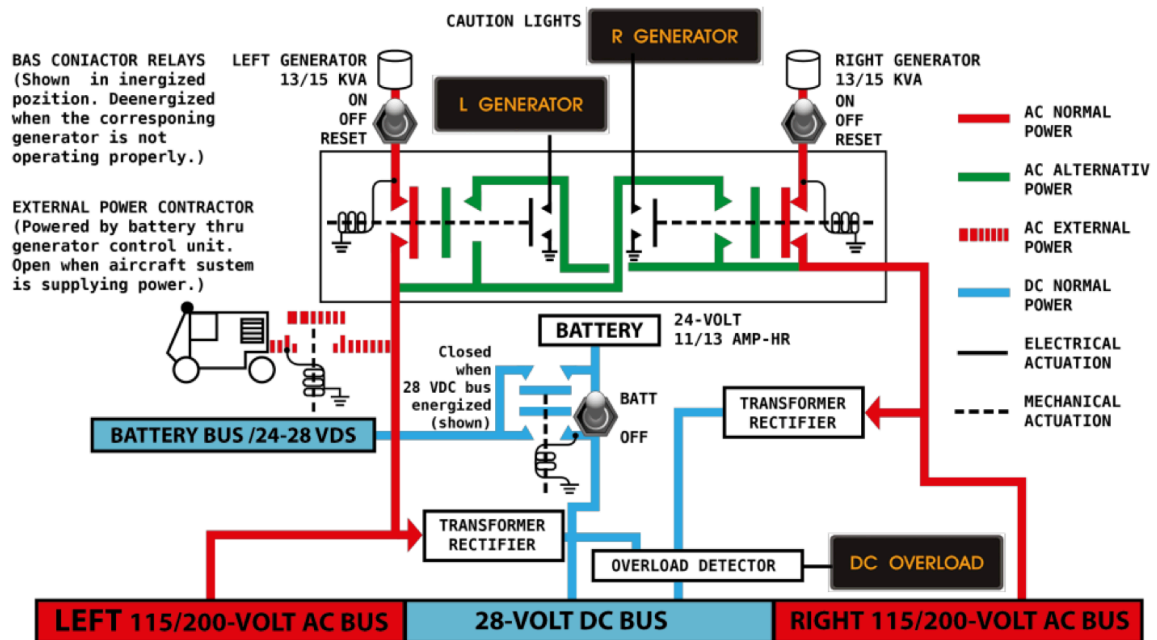 CAUTION LIGHTS
R GENERATOR
BAS CONIACTOR RELAYS
(Shown in inergized
pozition. Deenergized
when the corresponing
generator is not
operating properly.)
LEFT GENERATOR
13/15 KVA
ON
OFF
RESET
L GENERATOR
RIGHT GENERATOR
13/15 KVA
ON
OFF
RESET
AC NORMAL
POWER
AC ALTERNATIV
POWER
AC EXTERNAL
POWER
DC NORMAL
POWER
ELECTRICAL
ACTUATION
MECHANICAL
ACTUATION
EXTERNAL POWER CONTRACTOR
(Powered by battery thru
generator control unit.
Open when aircraft sustem
is supplying power.)
BATTERY
24-VOLT
11/13 AMP-HR
Closed
when
28 VDC bus
energized
(shown)
BATT
OFF
TRANSFORMER
RECTIFIER
BATTERY BUS /24-28 VDS
TRANSFORMER
RECTIFIER
OVERLOAD DETECTOR
DC OVERLOAD
LEFT 115/200-VOLT AC BUS
28-VOLT DC BUS
RIGHT 115/200-VOLT AC BUS